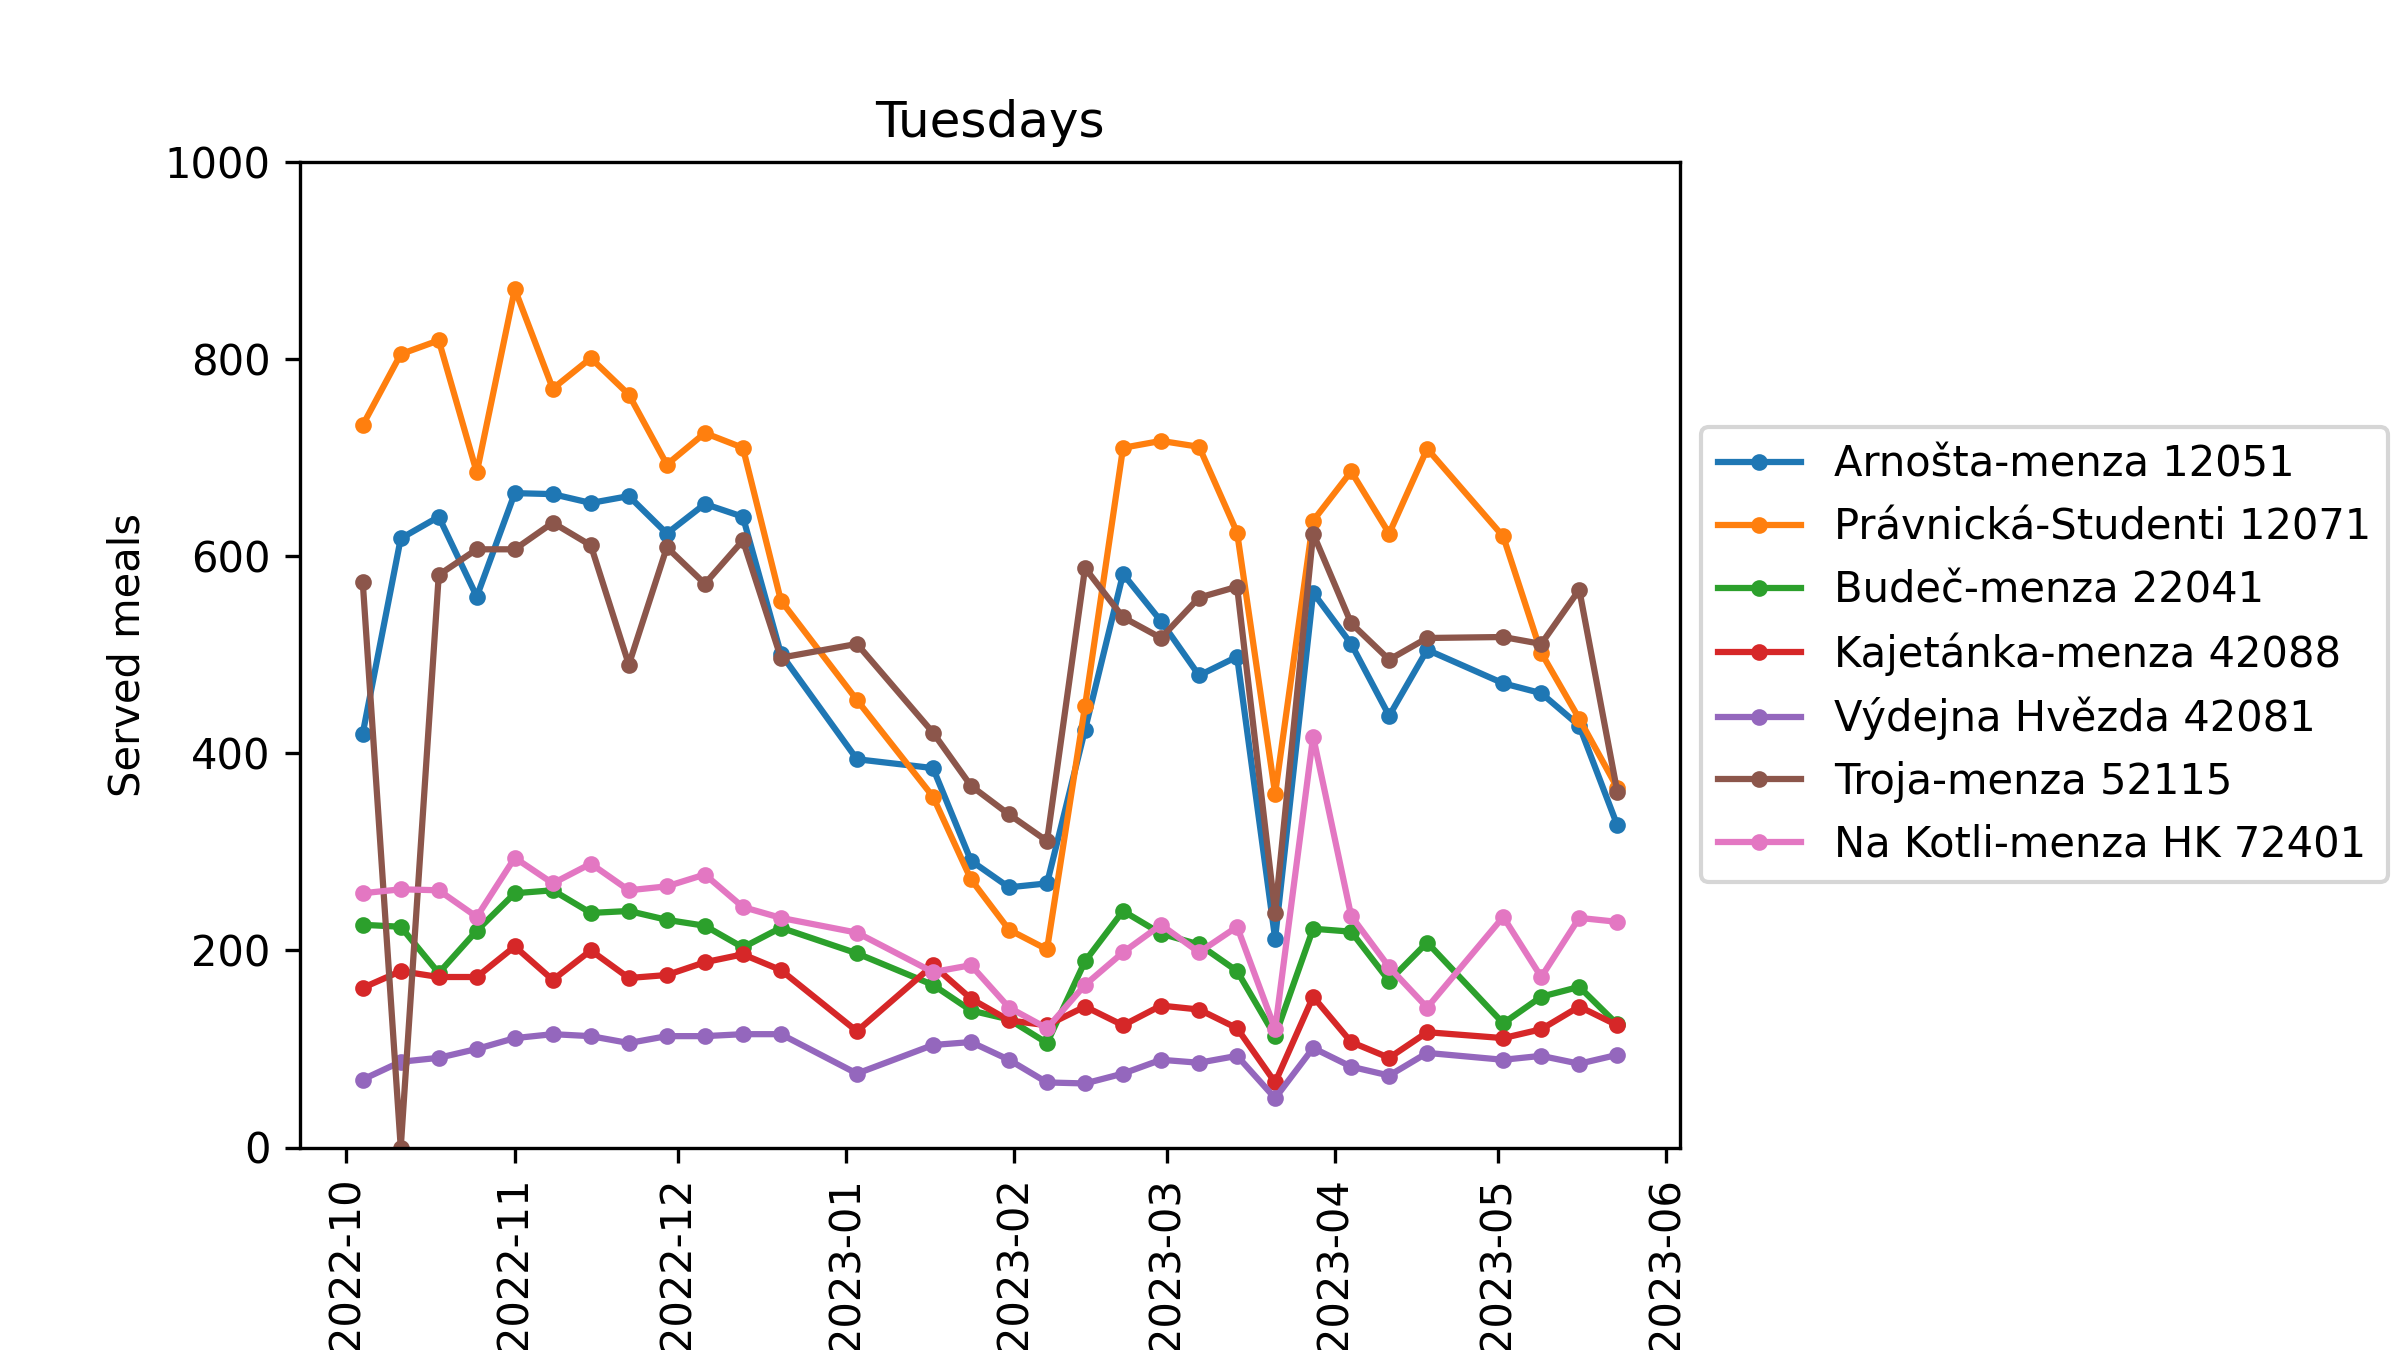 Tuesdays
Served meals
1000
800
600
400
200
0
2022-10
2022-11
2022-12
2023-01
2023-02
2023-03
2023-04
2023-05
2023-06
Arnošta-menza 12051
Právnická-Studenti 12071
Budeč-menza 22041
Kajetánka-menza 42088
Výdejna Hvězda 42081
Troja-menza 52115
Na Kotli-menza HK 72401